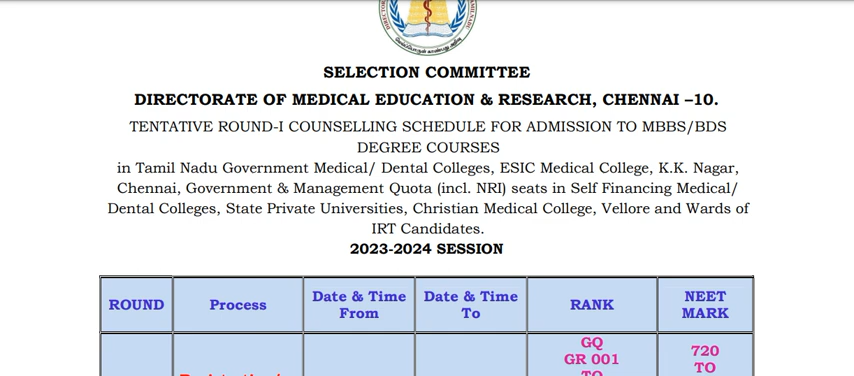 SELECTION COMMITTEE
DIRECTORATE OF MEDICAL EDUCATION & RESEARCH, CHENNAI –10.
TENTATIVE ROUND-I COUNSELLING SCHEDULE FOR ADMISSION TO MBBS/BDS
DEGREE COURSES
in Tamil Nadu Government Medical/ Dental Colleges, ESIC Medical College, K.K. Nagar,
Chennai, Government & Management Quota (incl. NRI) seats in Self Financing Medical/
Dental Colleges, State Private Universities, Christian Medical College, Vellore and Wards of
IRT Candidates.
2023-2024 SESSION
ROUND Process Date & Time From Date & Time To RANK NEET MARK
GQ
GR 001 720
TO TO